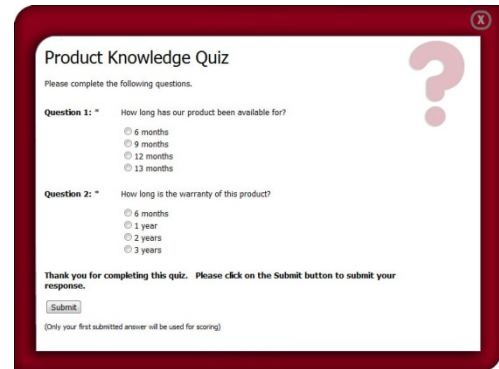 X
Product Knowledge Quiz
?
Please complete the following questions.
Question 1: * How long has our product been available for?
6 months
9 months
12 months
13 months
Question 2: * How long is the warranty of this product?
6 months
1 year
2 years
3 years
Thank you for completing this quiz. Please click on the Submit button to submit your
response.
Submit
(Only your first submitted answer will be used for scoring)